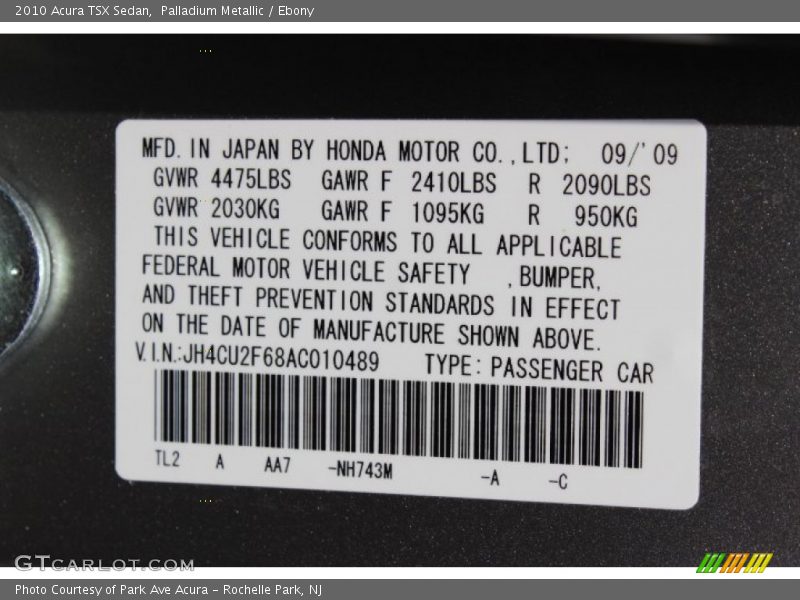 2010 Acura TSX Sedan,  Palladium Metallic / Ebony
MFD. IN JAPAN BY HONDA MOTOR CO.,LTD; 09/'09
GVWR 4475LBS GAWR F 2410LBS R 2090LBS
GVWR 2030KG GAWR F 1095KG R 950KG
THIS VEHICLE CONFORMS TO ALL APPLICABLE
FEDERAL MOTOR VEHICLE SAFETY ,BUMPER,
AND THEFT PREVENTION STANDARDS IN EFFECT
ON THE DATE OF MANUFACTURE SHOWN ABOVE.
V.I.N.:JH4CU2F68AC010489 TYPE: PASSENGER CAR
TL2 A AA7 -NH743M -A -C
GTCARLOT.COM
Photo Courtesy of Park Ave Acura - Rochelle Park, NJ